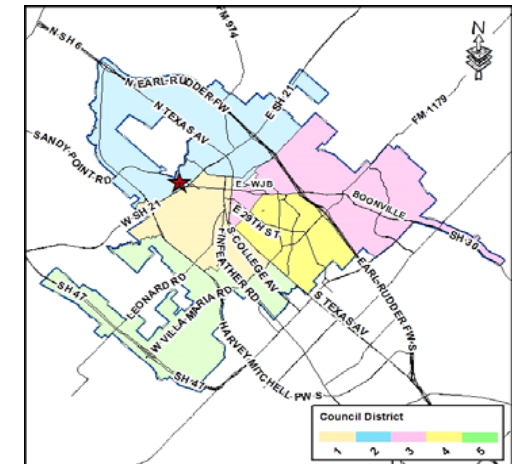 N SH 6
FM 974
N
N EARL RUDDER FW
E SH 21
N TEXAS AV
FM-1179
SANDY POINT RD
E WJB
BOONVILLE
W SH 21
E 29TH ST
SH 30
S COLLEGE AV
FINFEATHER RD
EARL RUDDER FW S
SH 47
LEONARD RD
W VILLA MARIA RD
S TEXAS AV
HARVEY MITCHELL PW S
SH 47
Council District
1 2 3 4 5